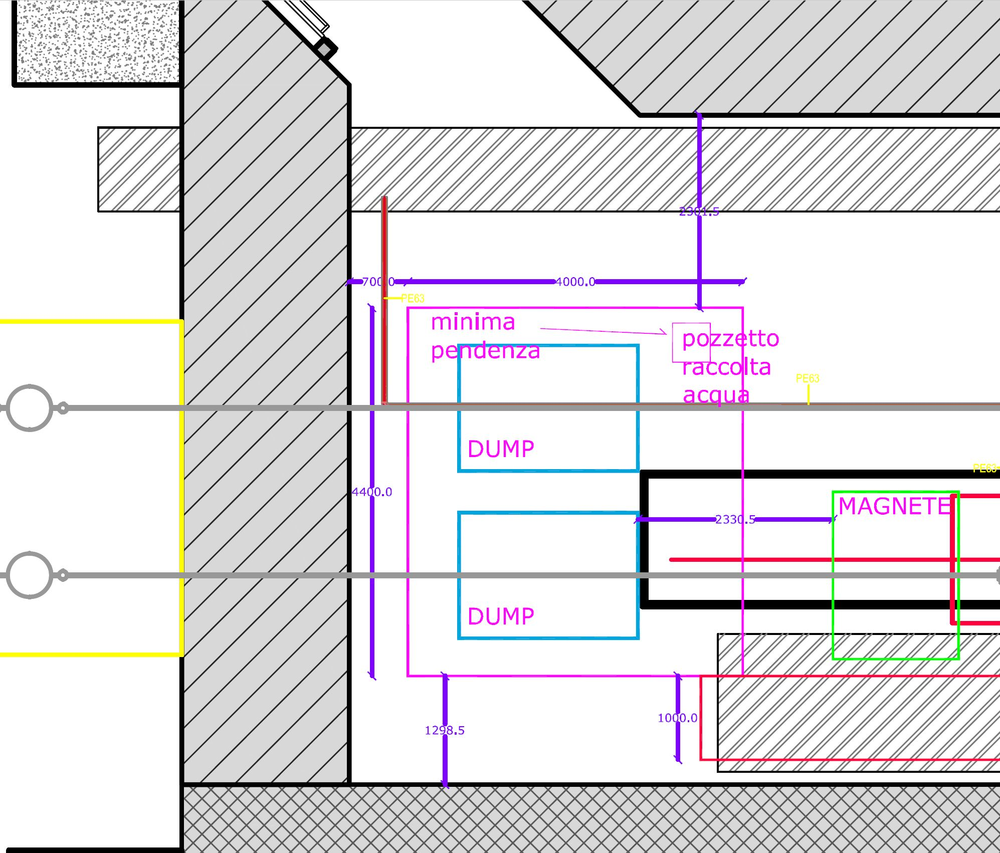 2301.5
700.0
4000.0
PE63
minima
pendenza
pozzetto
raccolta
acqua
PE63
DUMP
PE63
4400.0
MAGNETE
2330.5
DUMP
1298.5
1000.0